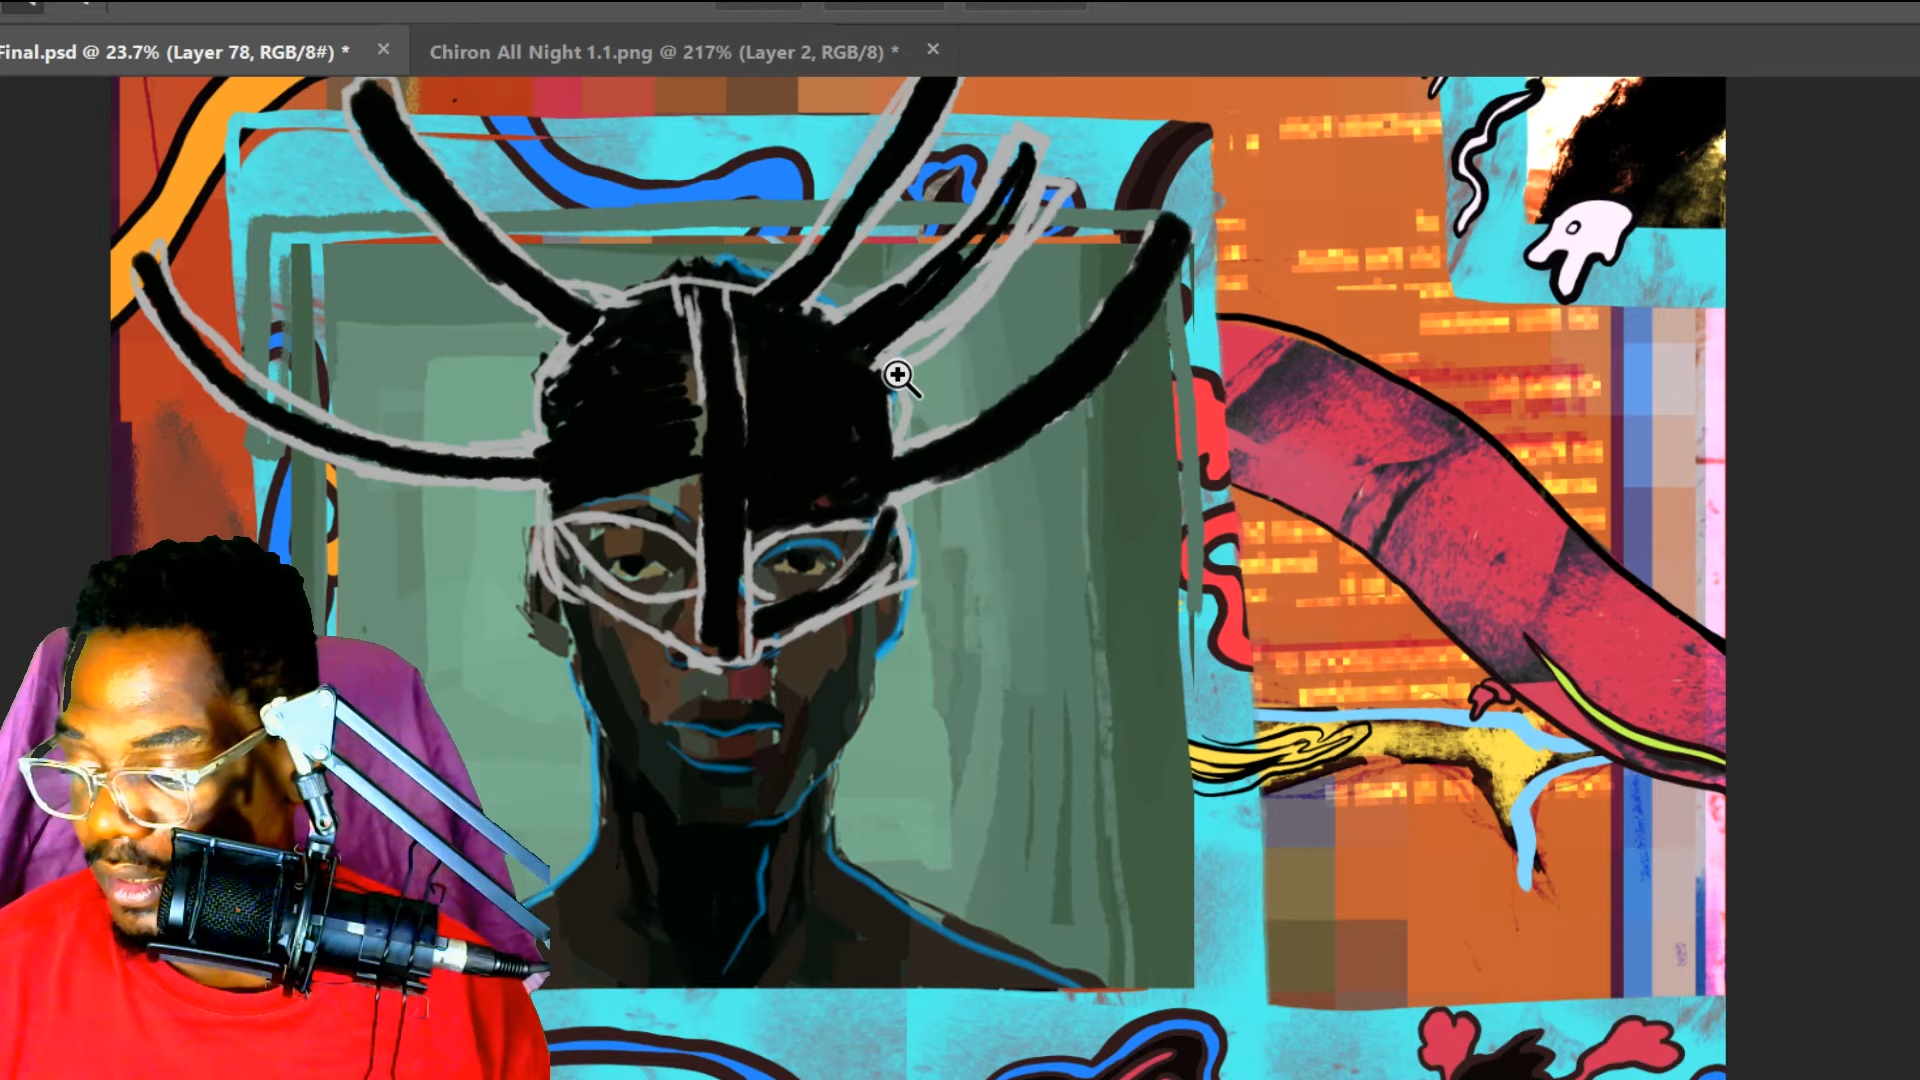 Final.psd @ 23.7% (Layer 78, RGB/8#) *
Chiron All Night 1.1.png @ 217% (Layer 2, RGB/8) *